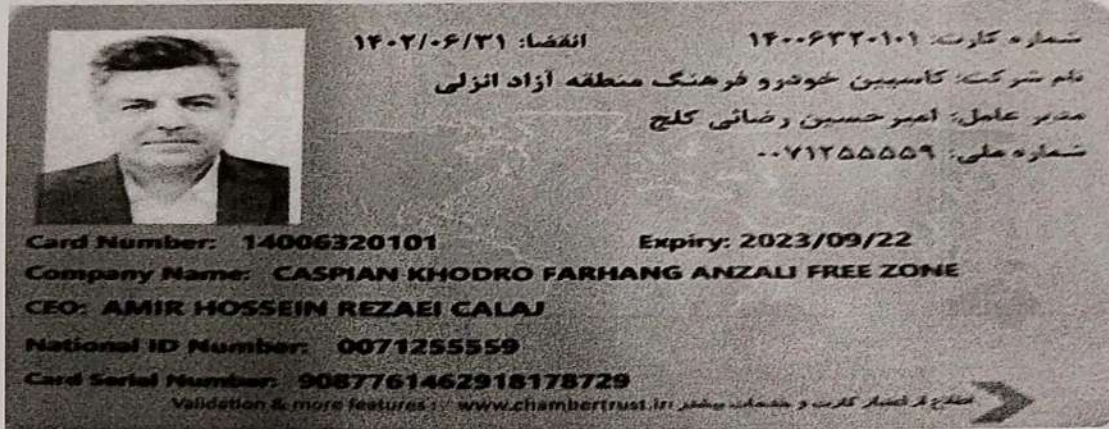 شماره کارت: ۱۴۰۰۶۳۲۰۱۰۱ انقضا: ۱۴۰۲/۰۶/۳۱
نام شرکت: کاسپین خودرو فرهنگ منطقه آزاد انزلی
مدیر عامل: امیر حسین رضائی کلج
شماره ملی: ۰۰۷۱۲۵۵۵۵۹
Card Number: 14006320101 Expiry: 2023/09/22
Company Name: CASPIAN KHODRO FARHANG ANZALI FREE ZONE
CEO: AMIR HOSSEIN REZAEI CALAJ
National ID Number: 0071255559
Card Serial Number: 9087761462918178729
Validation & more features : www.chambertrust.ir: اطلاع از اعتبار کارت و خدمات بیشتر